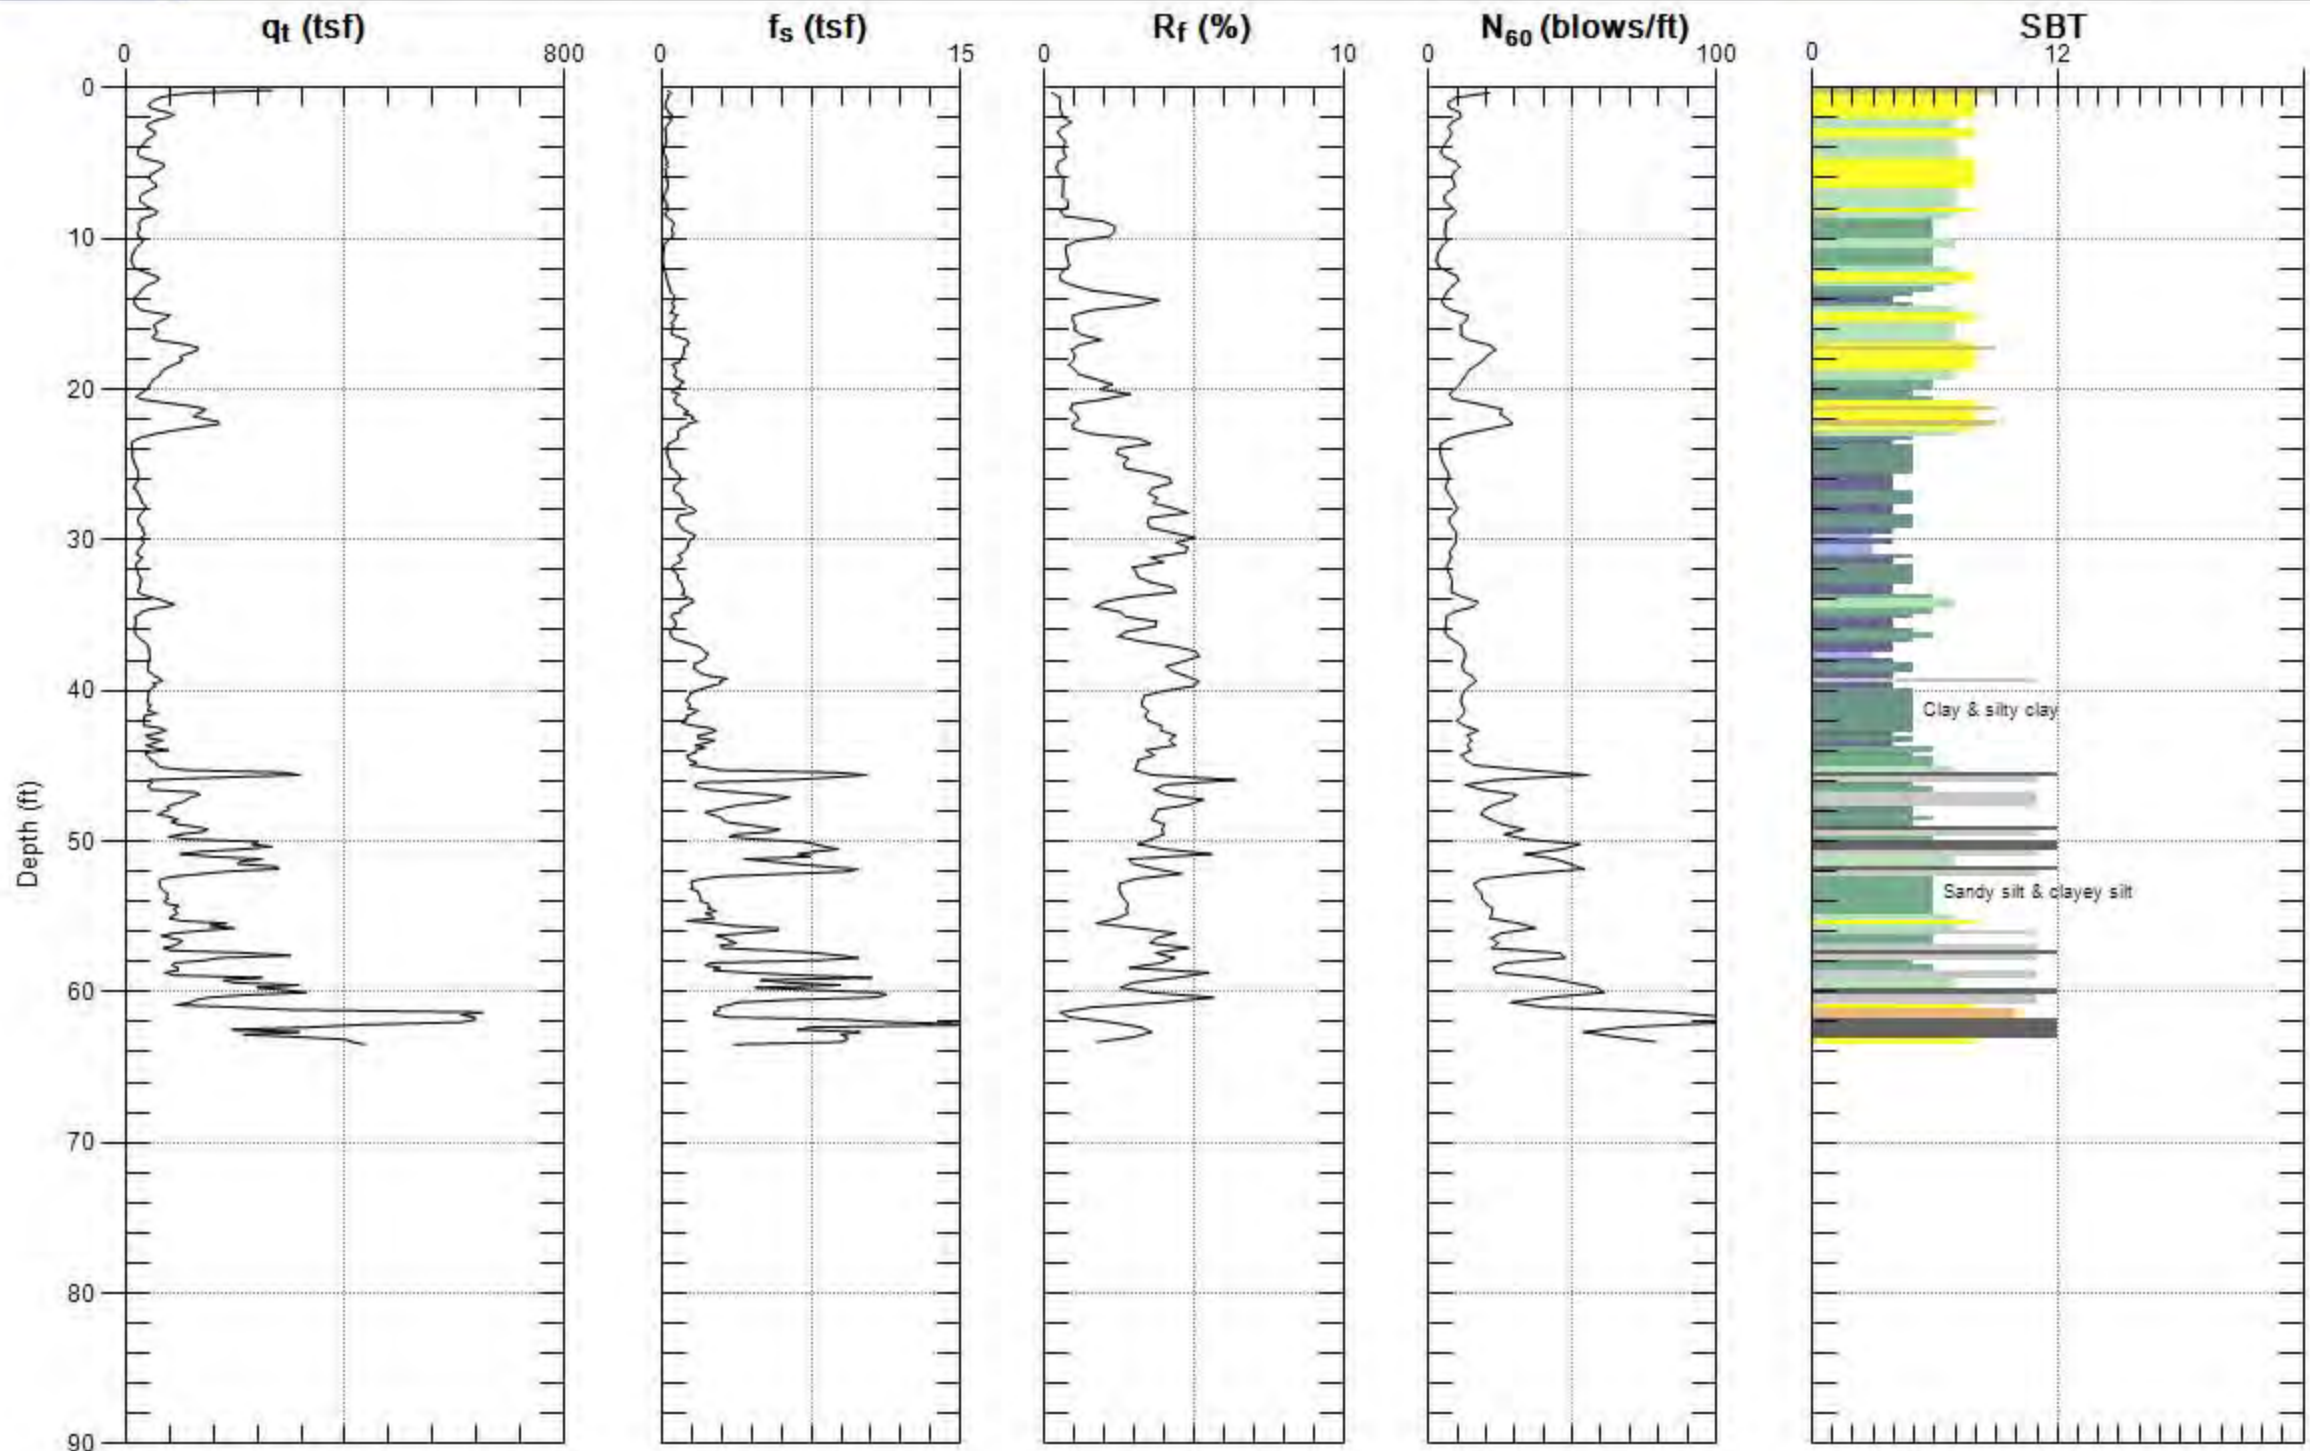 qt (tsf) fs (tsf) Rf (%) N60 (blows/ft) SBT
0 800 0 15 0 10 0 100 0 12
0
10
20
30
40
Clay & silty clay
50
Sandy silt & clayey silt
60
70
80
90
Depth (ft)